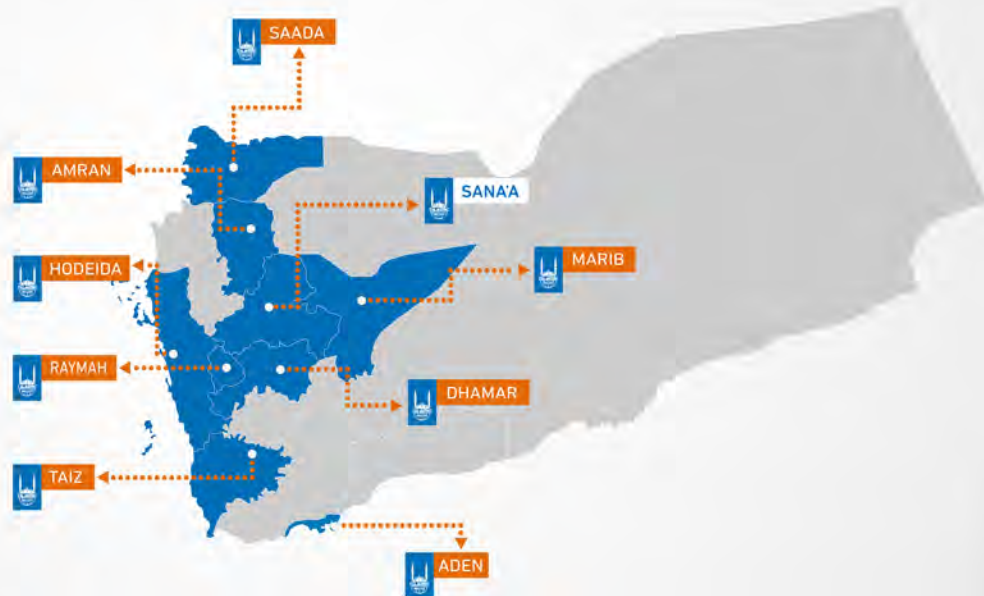 SAADA
AMRAN
SANA'A
MARIB
HODEIDA
RAYMAH
DHAMAR
TAIZ
ADEN